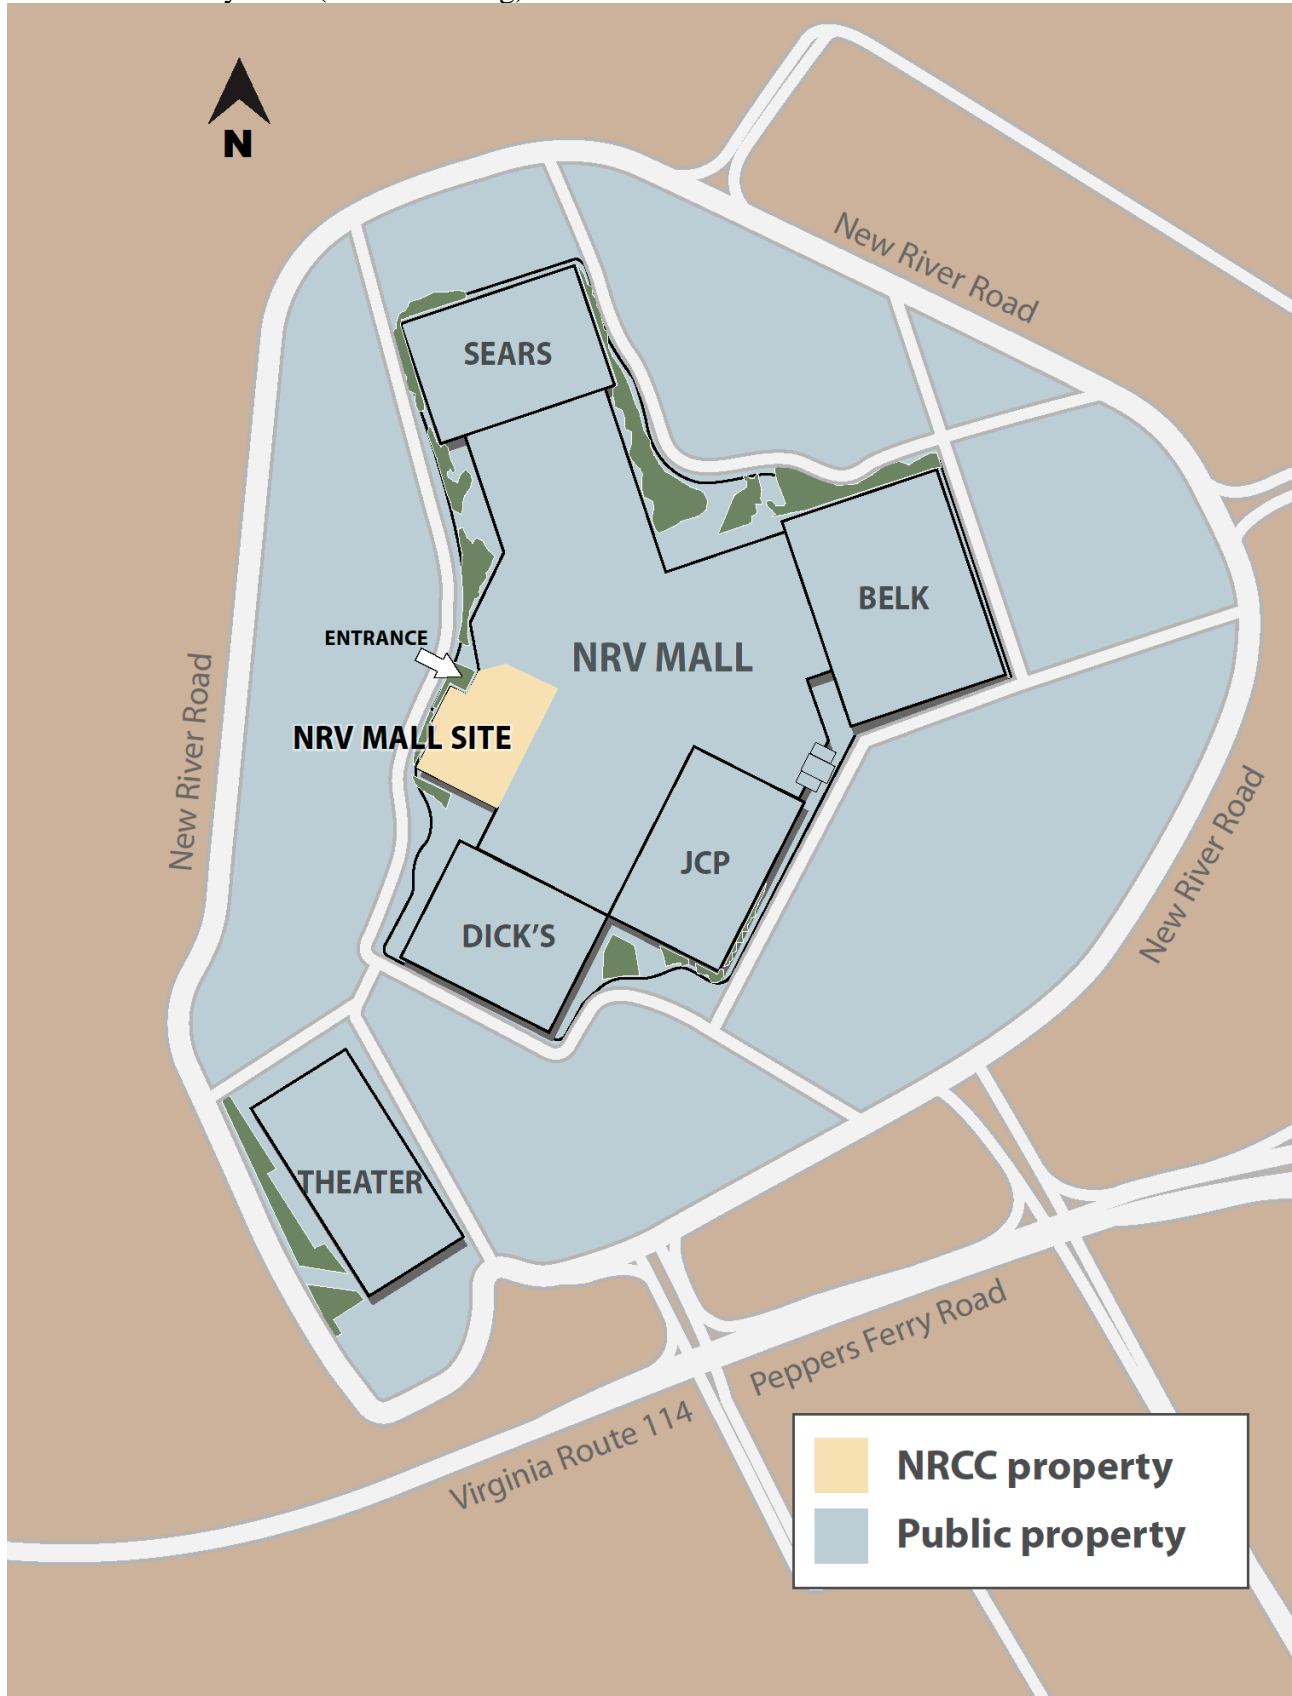 N
New River Road
SEARS
BELK
ENTRANCE
NRV MALL
NRV MALL SITE
New River Road
JCP
New River Road
DICK'S
THEATER
Peppers Ferry Road
Virginia Route 114
NRCC property
Public property